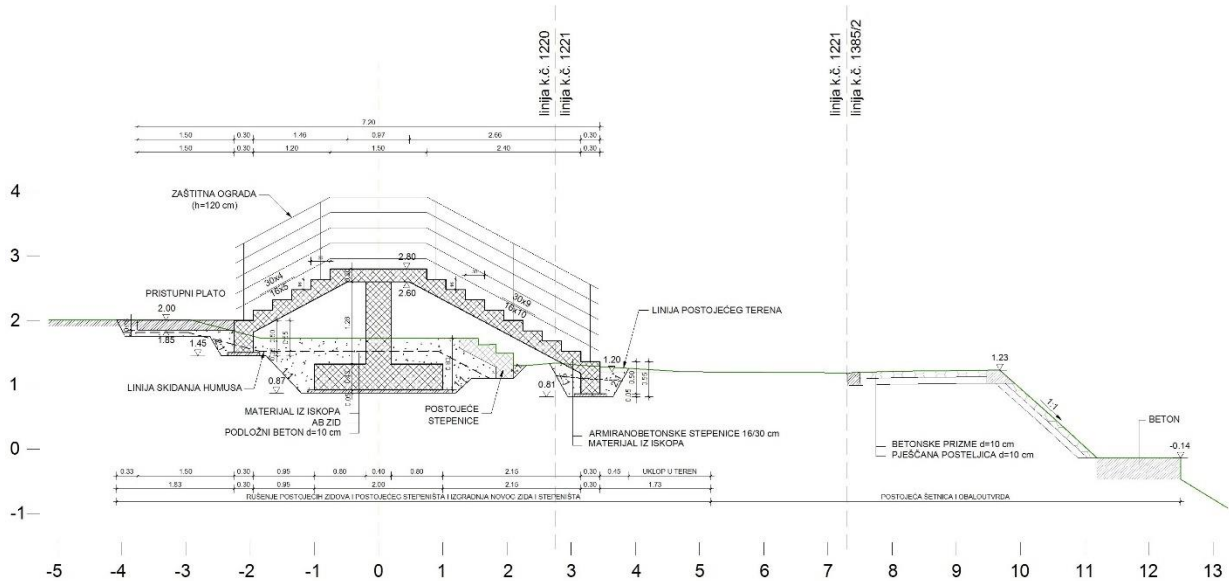 linija k.č. 1220
linija k.č. 1221
linija k.č. 1221
linija k.č. 1385/2
7.20
1.50 0.30 1.46 0.97 2.66 0.30
1.50 0.30 1.20 1.50 2.40 0.30
4
3
2
1
0
-1
ZAŠTITNA OGRADA
(h=120 cm)
2.80
2.60
30x4
16x5
30x9
16x10
PRISTUPNI PLATO
2.00
1.85
1.45
1.28
LINIJA POSTOJEĆEG TERENA
LINIJA SKIDANJA HUMUSA
0.87
0.81
1.20
1.23
1:1
MATERIJAL IZ ISKOPA
AB ZID
PODLOŽNI BETON d=10 cm
POSTOJEĆE
STEPENICE
ARMIRANOBETONSKE STEPENICE 16/30 cm
MATERIJAL IZ ISKOPA
BETONSKE PRIZME d=10 cm
PJEŠČANA POSTELJICA d=10 cm
BETON
-0.14
0.33 1.50 0.30 0.95 0.80 0.40 0.80 2.15 0.30 0.45 UKLOP U TEREN
1.83 0.30 0.95 2.00 2.15 0.30 1.73
RUŠENJE POSTOJEĆIH ZIDOVA I POSTOJEĆEG STEPENIŠTA I IZGRADNJA NOVOG ZIDA I STEPENIŠTA
POSTOJEĆA ŠETNICA I OBALOUTVRDA
-5 -4 -3 -2 -1 0 1 2 3 4 5 6 7 8 9 10 11 12 13